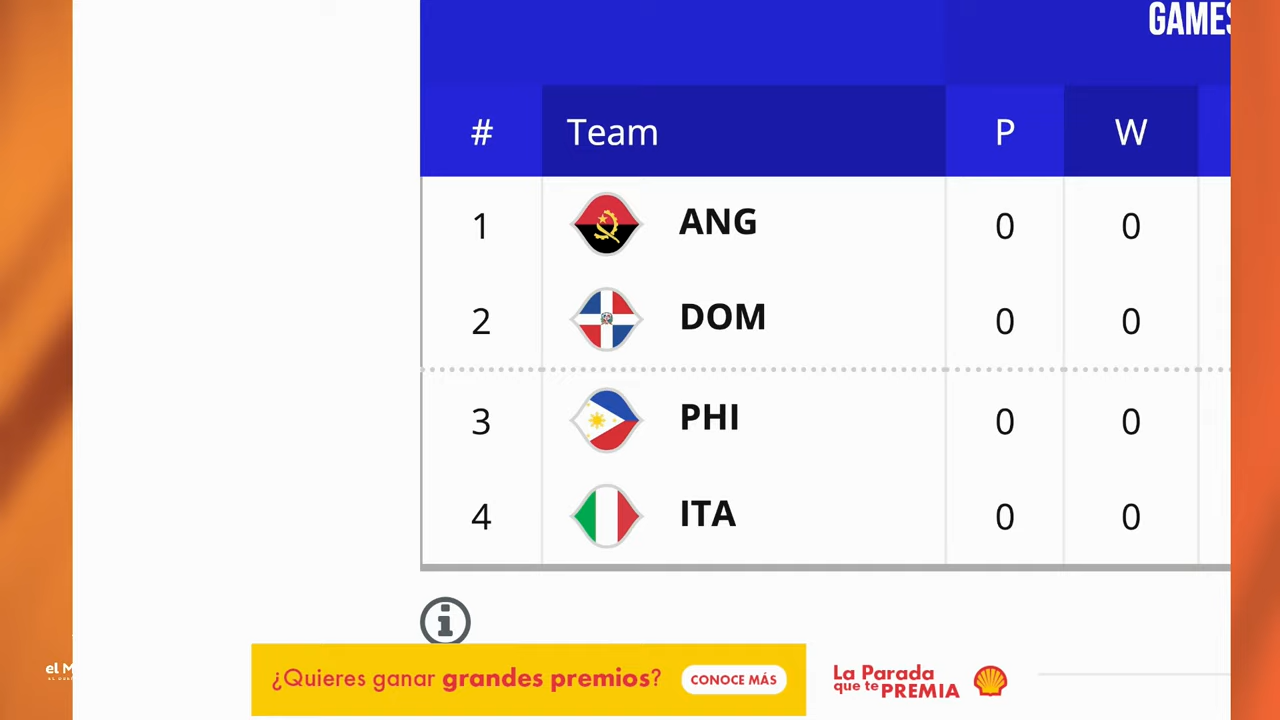 GAMES
# Team P W
1 ANG 0 0
2 DOM 0 0
3 PHI 0 0
4 ITA 0 0
¿Quieres ganar grandes premios? CONOCE MÁS
La Parada
que te PREMIA
el M